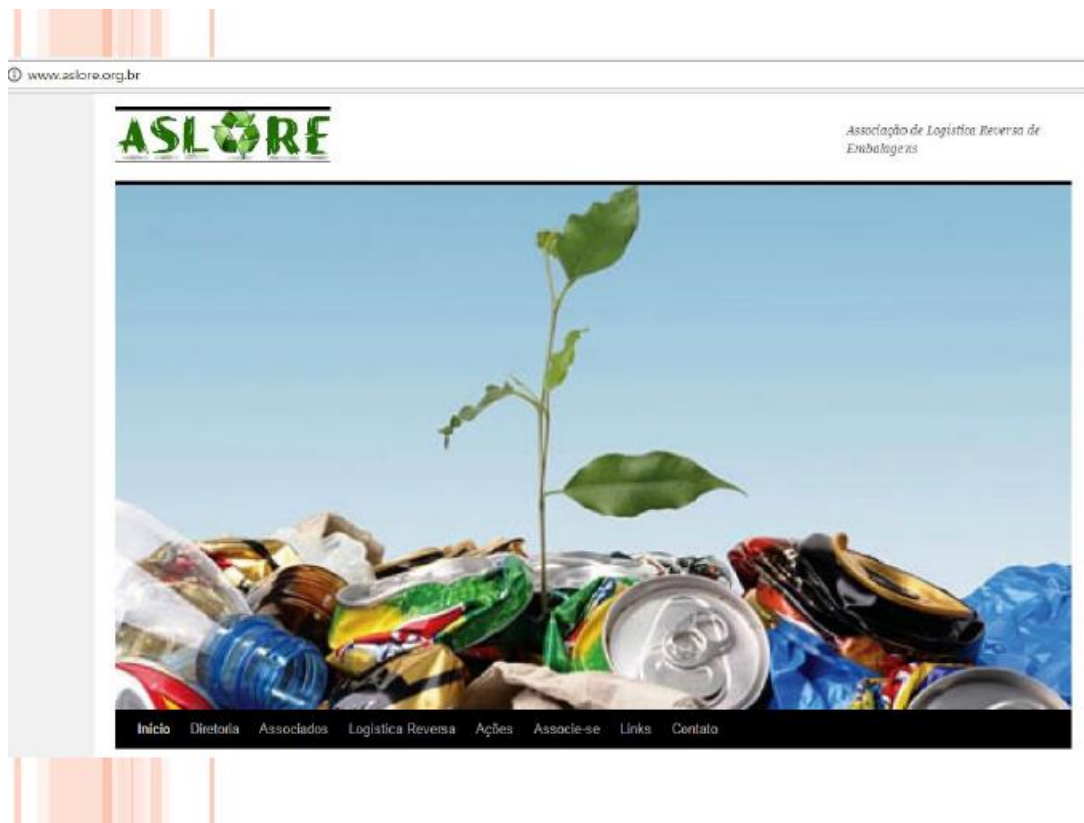 www.aslore.org.br
ASLORE
Associação de Logística Reversa de
Embalagens
Início Diretoria Associados Logística Reversa Ações Associe-se Links Contato